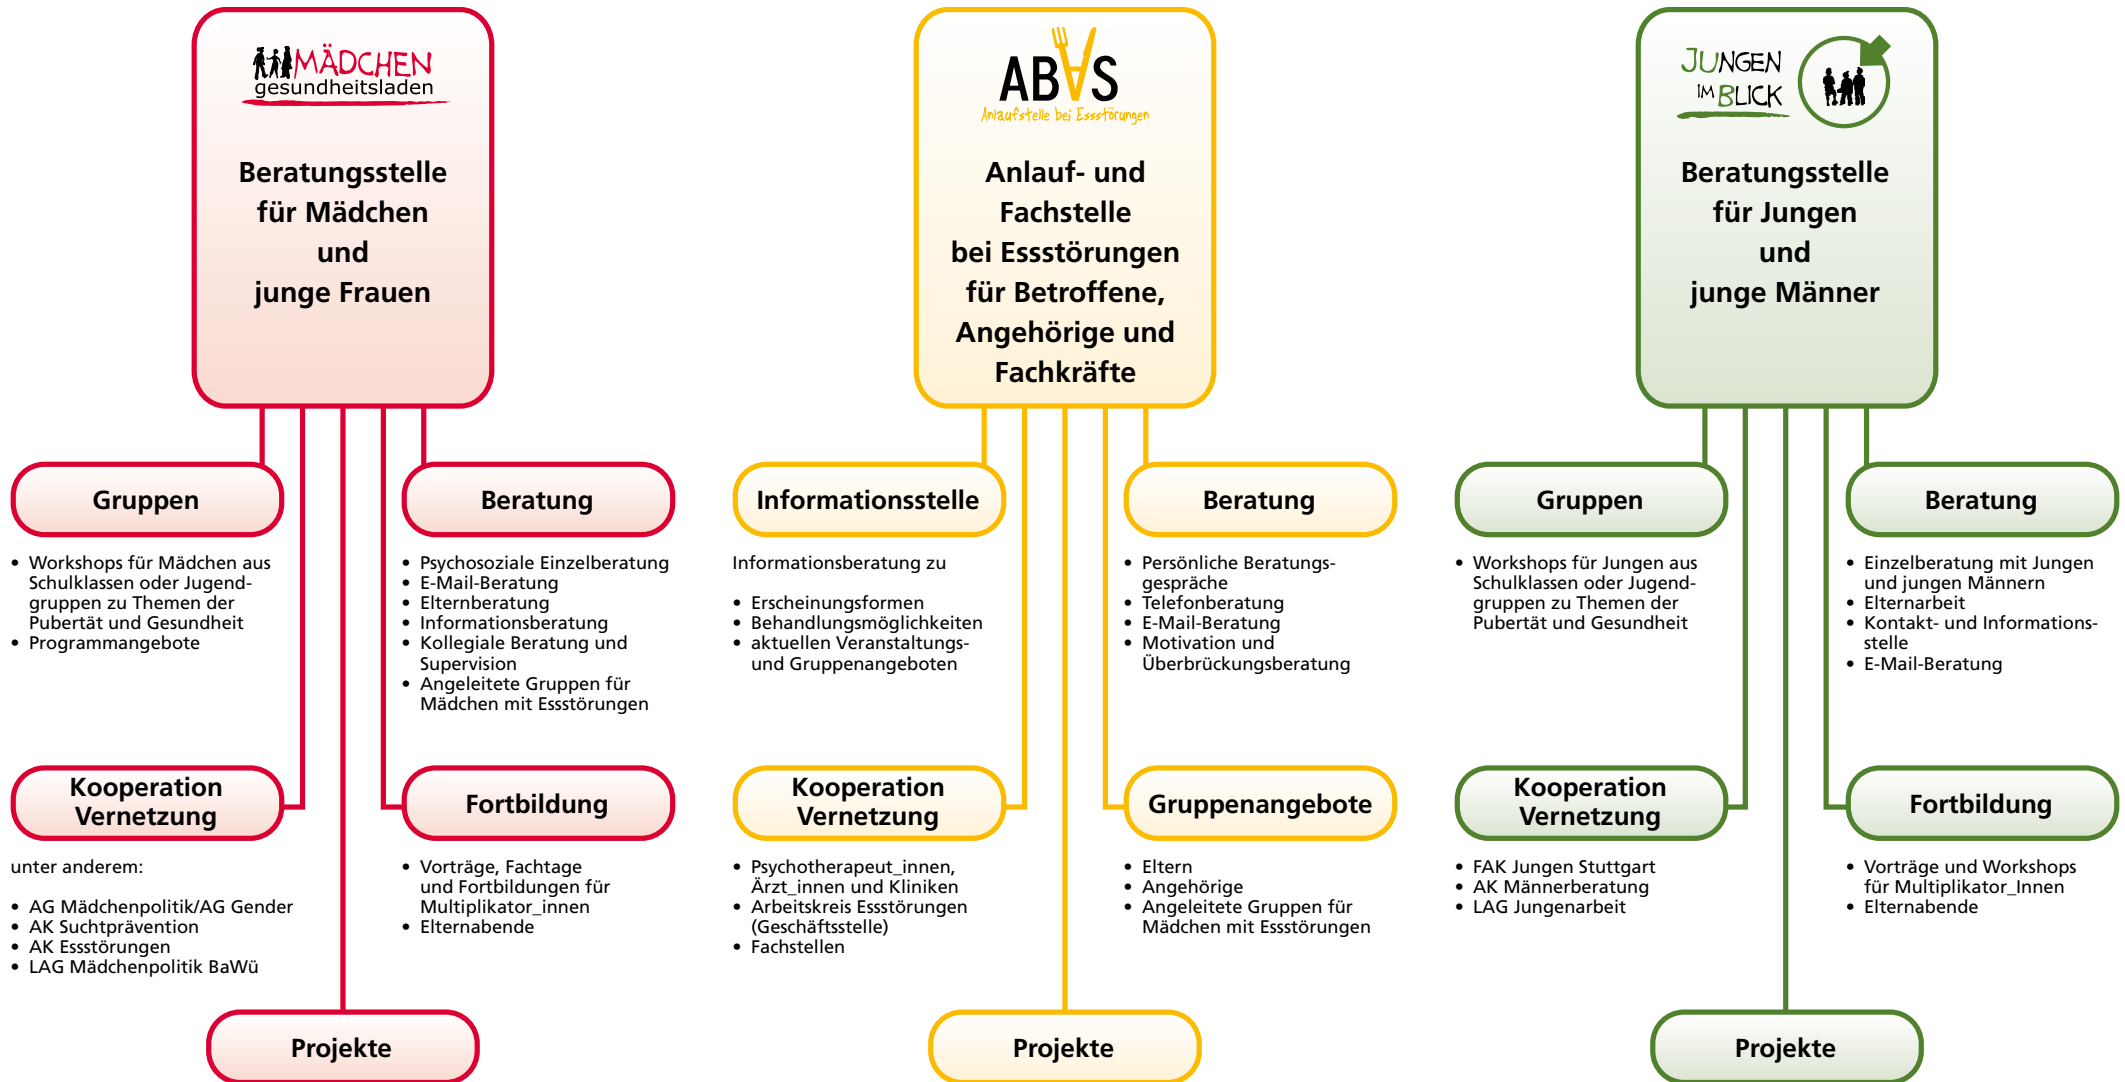 MÄDCHEN
gesundheitsladen
Beratungsstelle
für Mädchen
und
junge Frauen
Gruppen
• Workshops für Mädchen aus
Schulklassen oder Jugend-
gruppen zu Themen der
Pubertät und Gesundheit
• Programmangebote
Beratung
• Psychosoziale Einzelberatung
• E-Mail-Beratung
• Elternberatung
• Informationsberatung
• Kollegiale Beratung und
Supervision
• Angeleitete Gruppen für
Mädchen mit Essstörungen
Kooperation
Vernetzung
unter anderem:
• AG Mädchenpolitik/AG Gender
• AK Suchtprävention
• AK Essstörungen
• LAG Mädchenpolitik BaWü
Fortbildung
• Vorträge, Fachtage
und Fortbildungen für
Multiplikator_innen
• Elternabende
Projekte
ABAS
Anlaufstelle bei Essstörungen
Anlauf- und
Fachstelle
bei Essstörungen
für Betroffene,
Angehörige und
Fachkräfte
Informationsstelle
Informationsberatung zu
• Erscheinungsformen
• Behandlungsmöglichkeiten
• aktuellen Veranstaltungs-
und Gruppenangeboten
Beratung
• Persönliche Beratungs-
gespräche
• Telefonberatung
• E-Mail-Beratung
• Motivation und
Überbrückungsberatung
Kooperation
Vernetzung
• Psychotherapeut_innen,
Ärzt_innen und Kliniken
• Arbeitskreis Essstörungen
(Geschäftsstelle)
• Fachstellen
Gruppenangebote
• Eltern
• Angehörige
• Angeleitete Gruppen für
Mädchen mit Essstörungen
Projekte
JUNGEN
IM BLICK
Beratungsstelle
für Jungen
und
junge Männer
Gruppen
• Workshops für Jungen aus
Schulklassen oder Jugend-
gruppen zu Themen der
Pubertät und Gesundheit
Beratung
• Einzelberatung mit Jungen
und jungen Männern
• Elternarbeit
• Kontakt- und Informations-
stelle
• E-Mail-Beratung
Kooperation
Vernetzung
• FAK Jungen Stuttgart
• AK Männerberatung
• LAG Jungenarbeit
Fortbildung
• Vorträge und Workshops
für Multiplikator_Innen
• Elternabende
Projekte